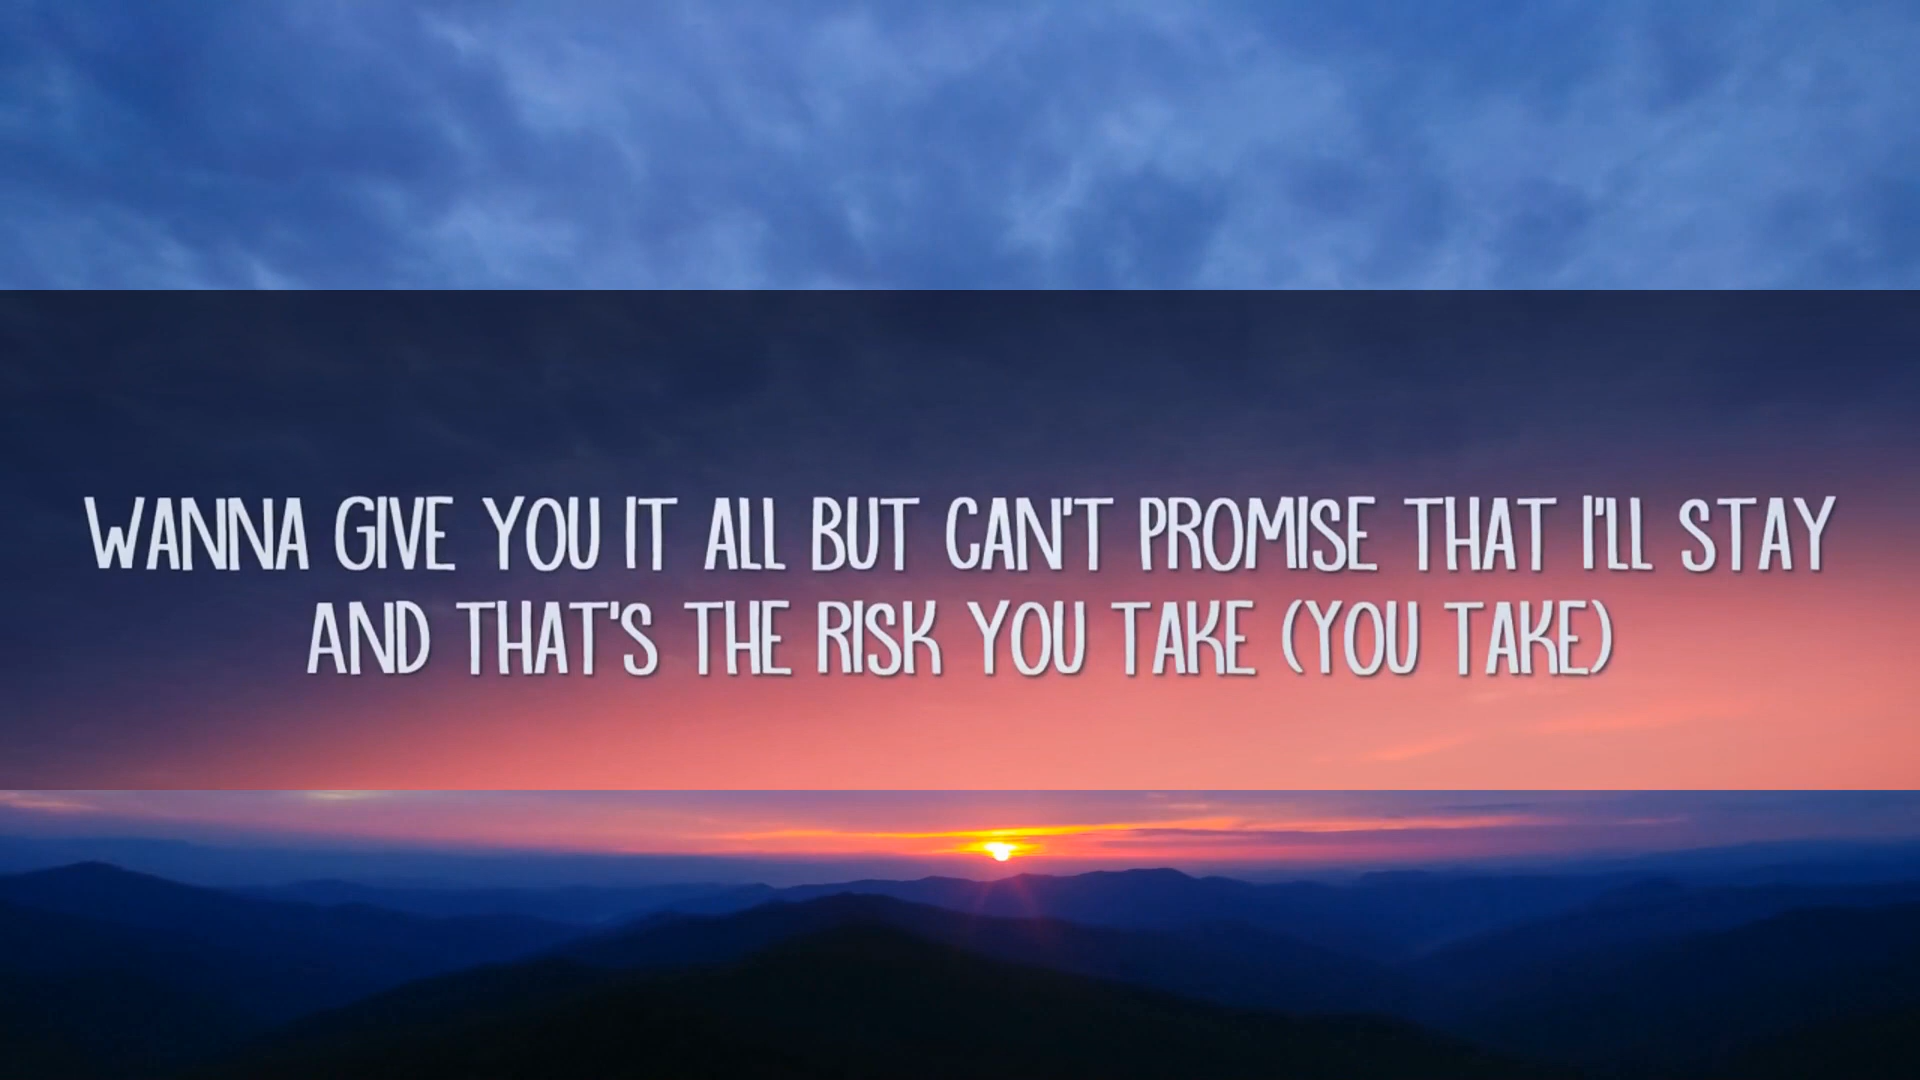 WANNA GIVE YOU IT ALL BUT CAN'T PROMISE THAT I'LL STAY
AND THAT'S THE RISK YOU TAKE (YOU TAKE)